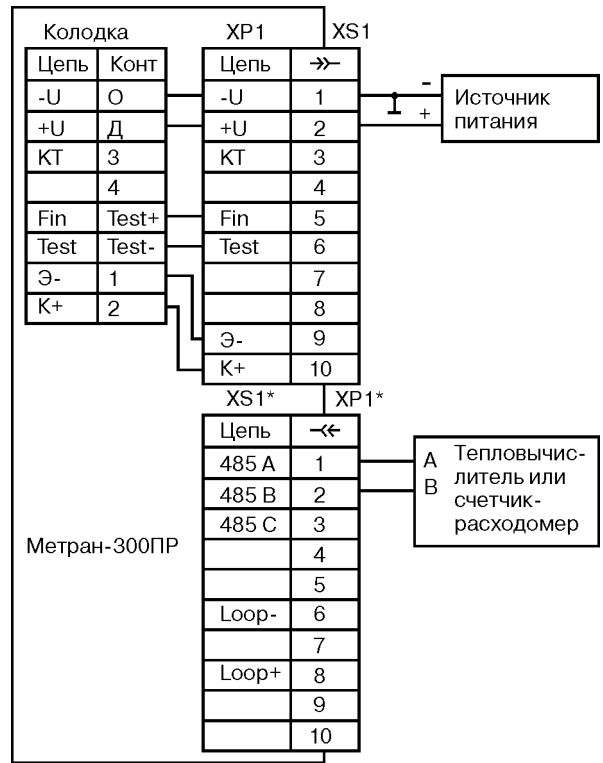 Колодка XP1 XS1
Цепь Конт Цепь
-U О -U 1
+U Д +U 2
КТ 3 КТ 3
4 4
Fin Test+ Fin 5
Test Test- Test 6
Э- 1 7
К+ 2 8
Э- 9
К+ 10
- Источник
+ питания
XS1* XP1*
Цепь
485 A 1
485 B 2
485 C 3
4
5
Loop- 6
7
Loop+ 8
9
10
A Тепловычис-
B литель или
счетчик-
расходомер
Метран-300ПР